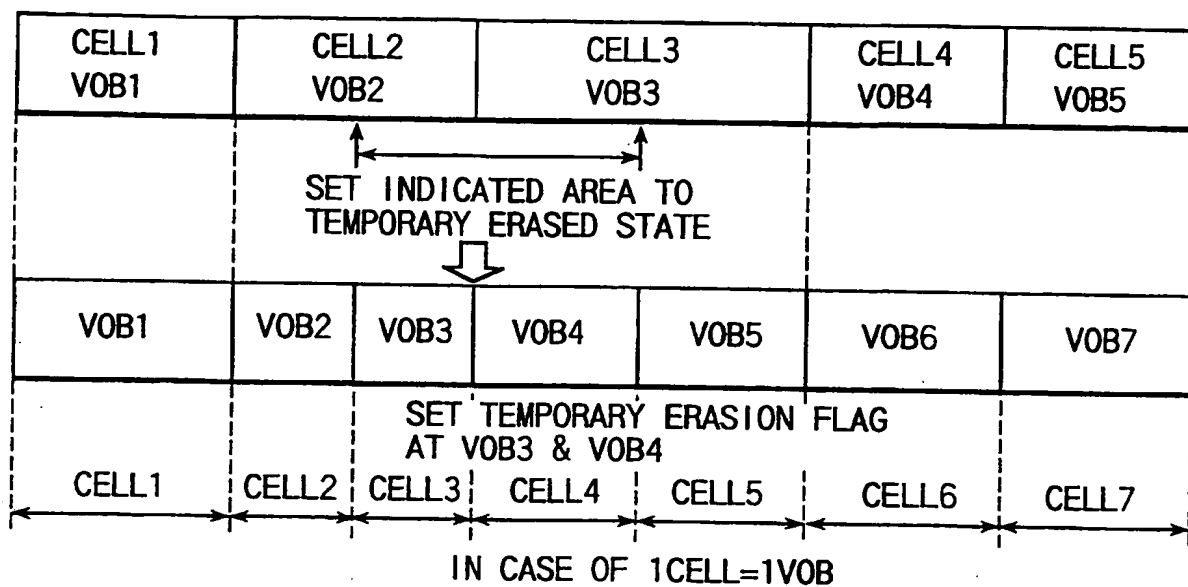 CELL1 CELL2 CELL3 CELL4 CELL5
VOB1 VOB2 VOB3 VOB4 VOB5
SET INDICATED AREA TO
TEMPORARY ERASED STATE
VOB1 VOB2 VOB3 VOB4 VOB5 VOB6 VOB7
SET TEMPORARY ERASION FLAG
AT VOB3 & VOB4
CELL1 CELL2 CELL3 CELL4 CELL5 CELL6 CELL7
IN CASE OF 1CELL=1VOB